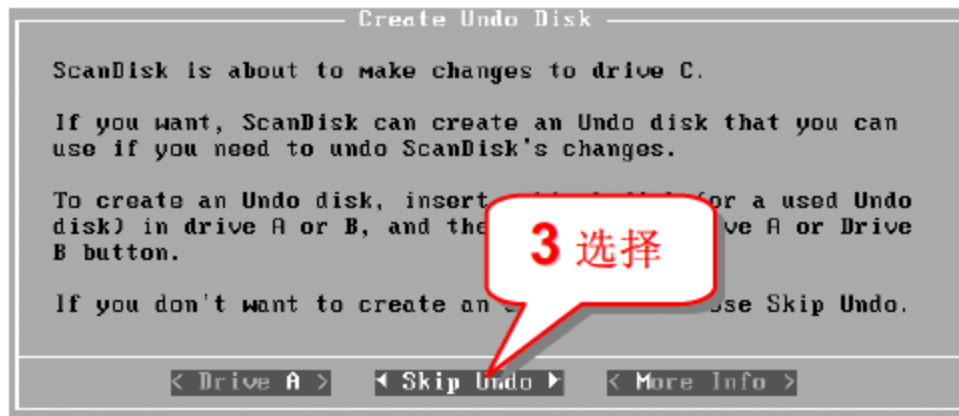 Create Undo Disk
ScanDisk is about to make changes to drive C.
If you want, ScanDisk can create an Undo disk that you can
use if you need to undo ScanDisk's changes.
To create an Undo disk, insert or a used Undo
disk) in drive A or B, and the ve A or Drive
B button.
If you don't want to create an se Skip Undo.
3 选择
< Drive A > ◀ Skip Undo ▶ < More Info >